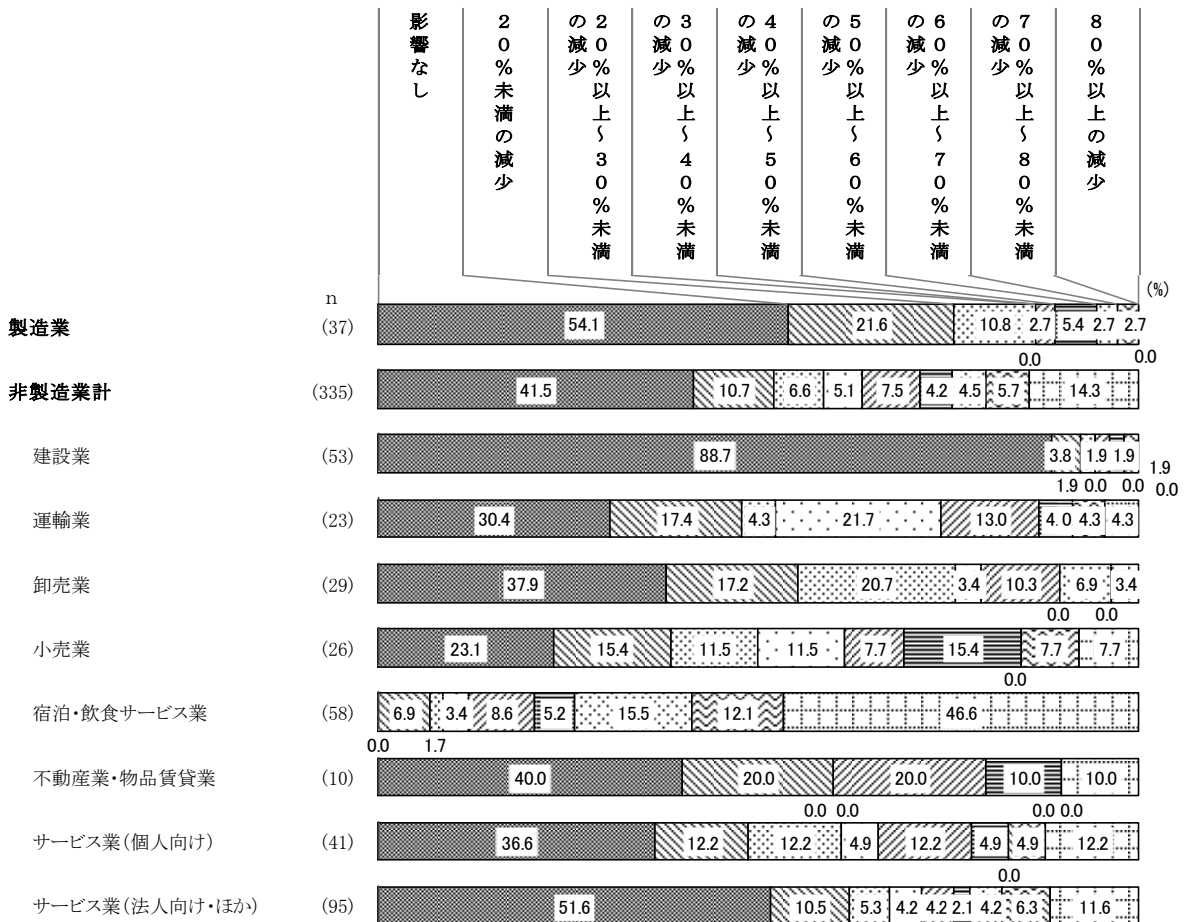 影響なし
２０％未満の減少
２０％以上～３０％未満
の減少
３０％以上～４０％未満
の減少
４０％以上～５０％未満
の減少
５０％以上～６０％未満
の減少
６０％以上～７０％未満
の減少
７０％以上～８０％未満
の減少
８０％以上の減少
(%)
n
製造業 (37) 54.1 21.6 10.8 2.7 5.4 2.7 2.7
0.0 0.0
非製造業計 (335) 41.5 10.7 6.6 5.1 7.5 4.2 4.5 5.7 14.3
建設業 (53) 88.7 3.8 1.9 1.9 1.9
1.9 0.0 0.0 0.0
運輸業 (23) 30.4 17.4 4.3 21.7 13.0 4.3 4.3
卸売業 (29) 37.9 17.2 20.7 3.4 10.3 6.9 3.4
0.0 0.0
小売業 (26) 23.1 15.4 11.5 11.5 7.7 15.4 7.7 7.7
0.0
宿泊・飲食サービス業 (58) 6.9 3.4 8.6 5.2 15.5 12.1 46.6
0.0 1.7
不動産業・物品賃貸業 (10) 40.0 20.0 20.0 10.0 10.0
0.0 0.0 0.0 0.0
サービス業（個人向け） (41) 36.6 12.2 12.2 4.9 12.2 4.9 4.9 12.2
0.0
サービス業（法人向け・ほか） (95) 51.6 10.5 5.3 4.2 4.2 2.1 4.2 6.3 11.6